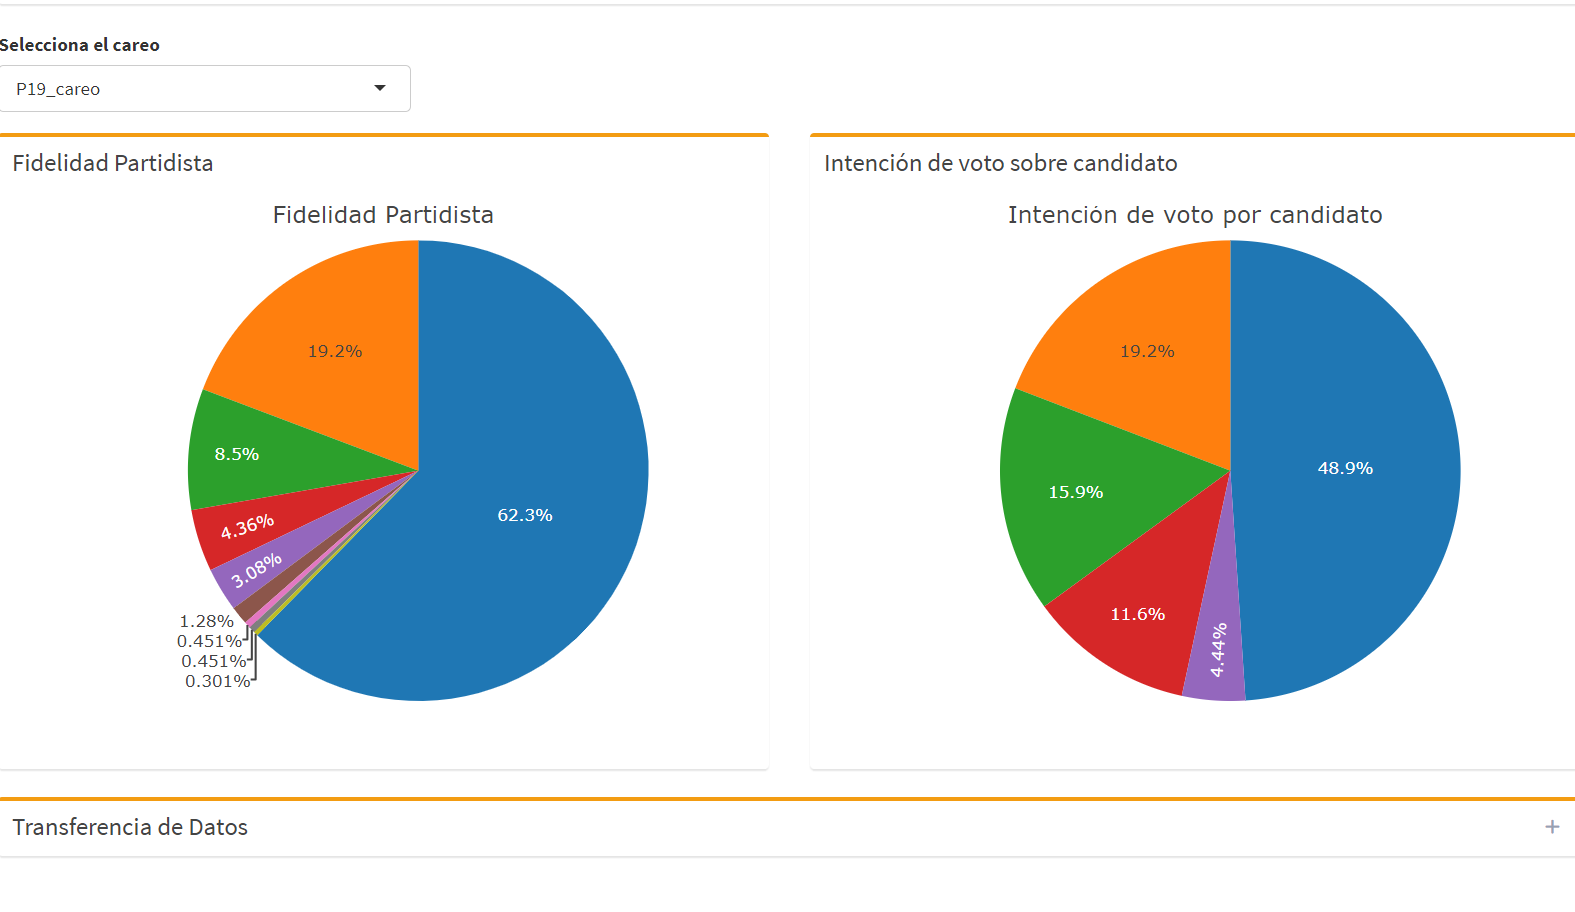 Selecciona el careo
P19_careo
Fidelidad Partidista
Fidelidad Partidista
19.2%
8.5%
4.36%
3.08%
1.28%
0.451%
0.451%
0.301%
62.3%
Intención de voto sobre candidato
Intención de voto por candidato
19.2%
48.9%
15.9%
11.6%
4.44%
Transferencia de Datos
+